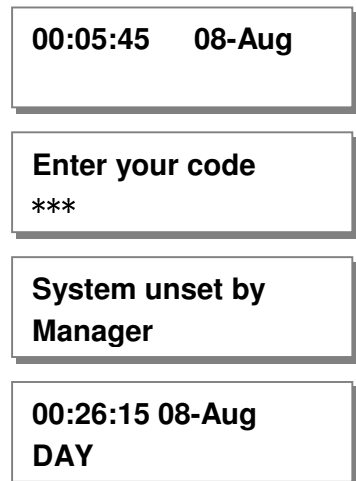 00:05:45 08-Aug
Enter your code
***
System unset by
Manager
00:26:15 08-Aug
DAY